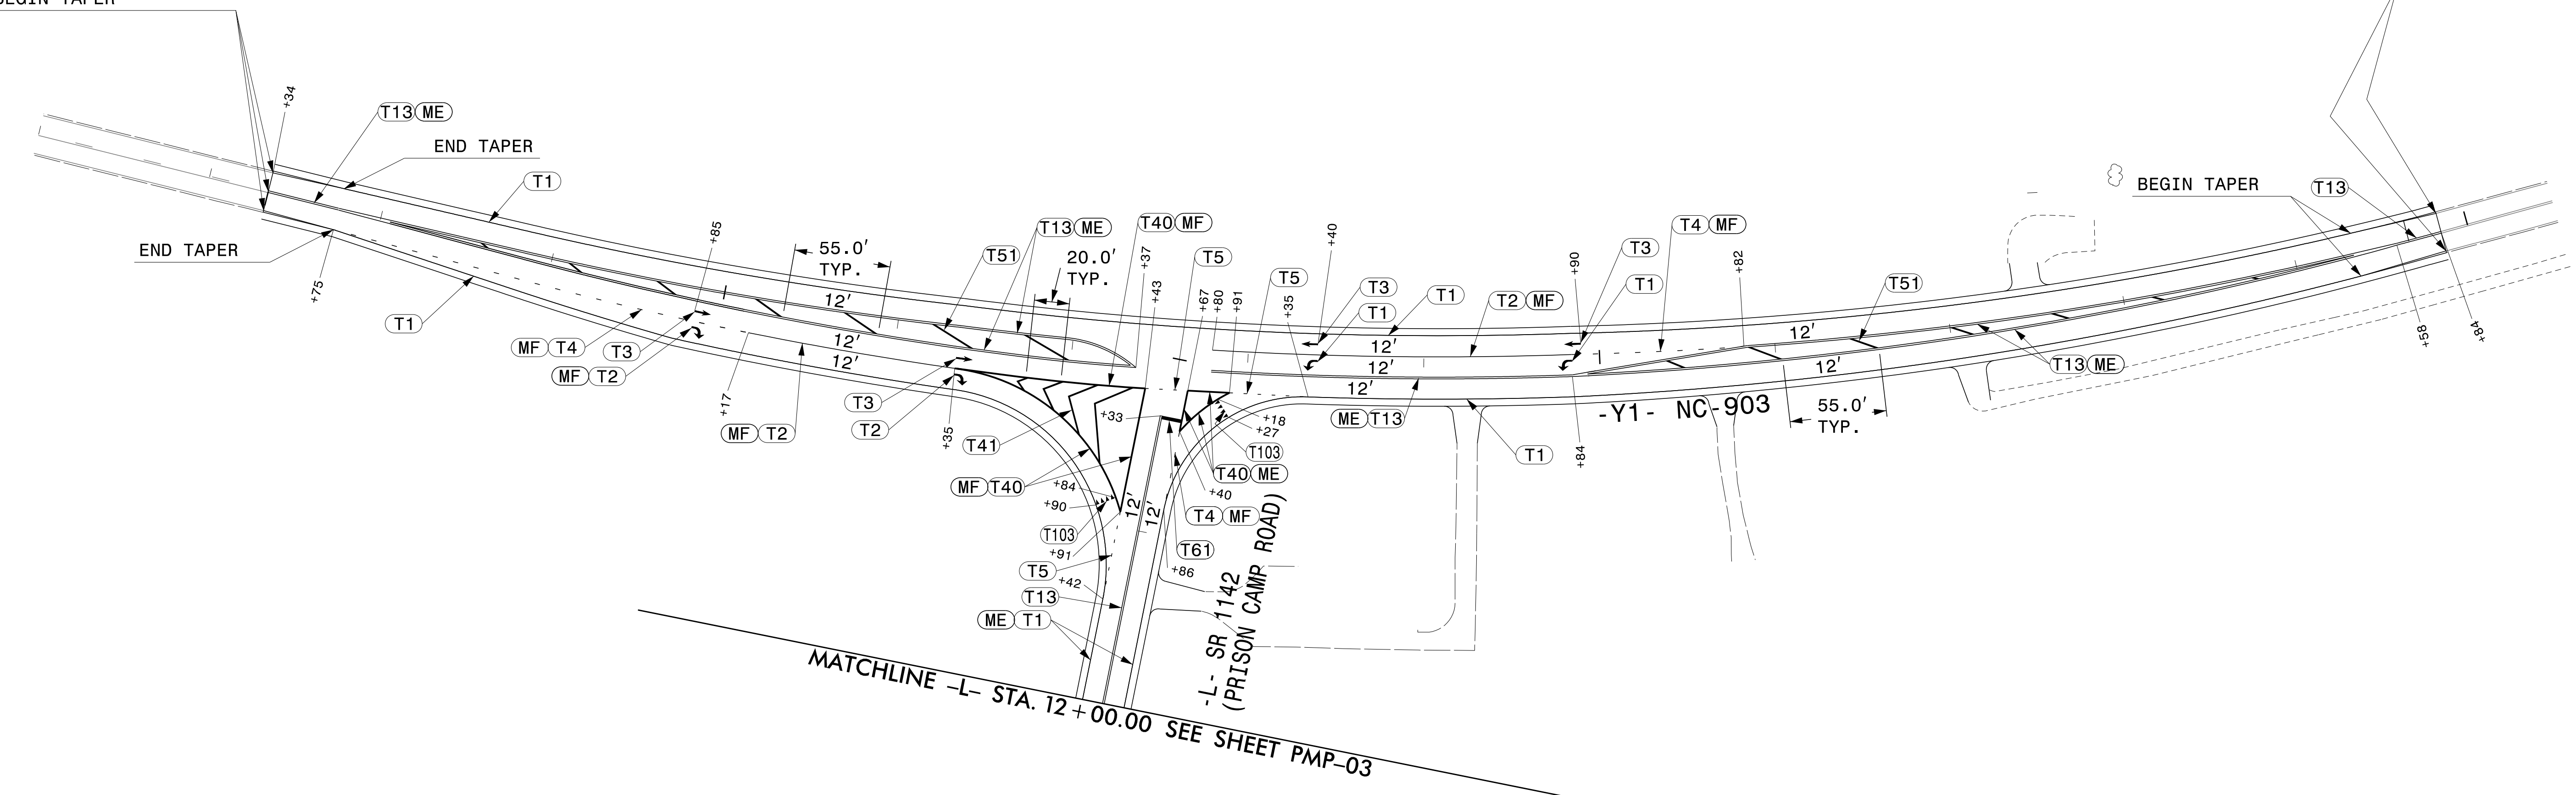 BEGIN TAPER
+34
T13 ME
END TAPER
T1
END TAPER
+75
T1
+85
55.0'
TYP.
12'
T51
T13 ME
20.0'
TYP.
T40 MF
+37
+43
T5
+67
+80
+91
T5
+35
+40
T3
T1
T1
T2 MF
+90
T3
T1
T4 MF
+82
T51
BEGIN TAPER
T13
MF T4
T3
MF T2
12'
12'
+17
MF T2
T3
T2
+35
T41
MF T40
+84
+90
T103
+91
T5
+42
T13
ME T1
+33
12'
12'
+18
+27
T103
T40 ME
+40
T4 MF
T61
+86
12'
12'
12'
ME T13
T1
+84
-Y1- NC-903
12'
12'
55.0'
TYP.
T13 ME
+58
+84
-L- SR 1142
(PRISON CAMP ROAD)
MATCHLINE -L- STA. 12+00.00 SEE SHEET PMP-03